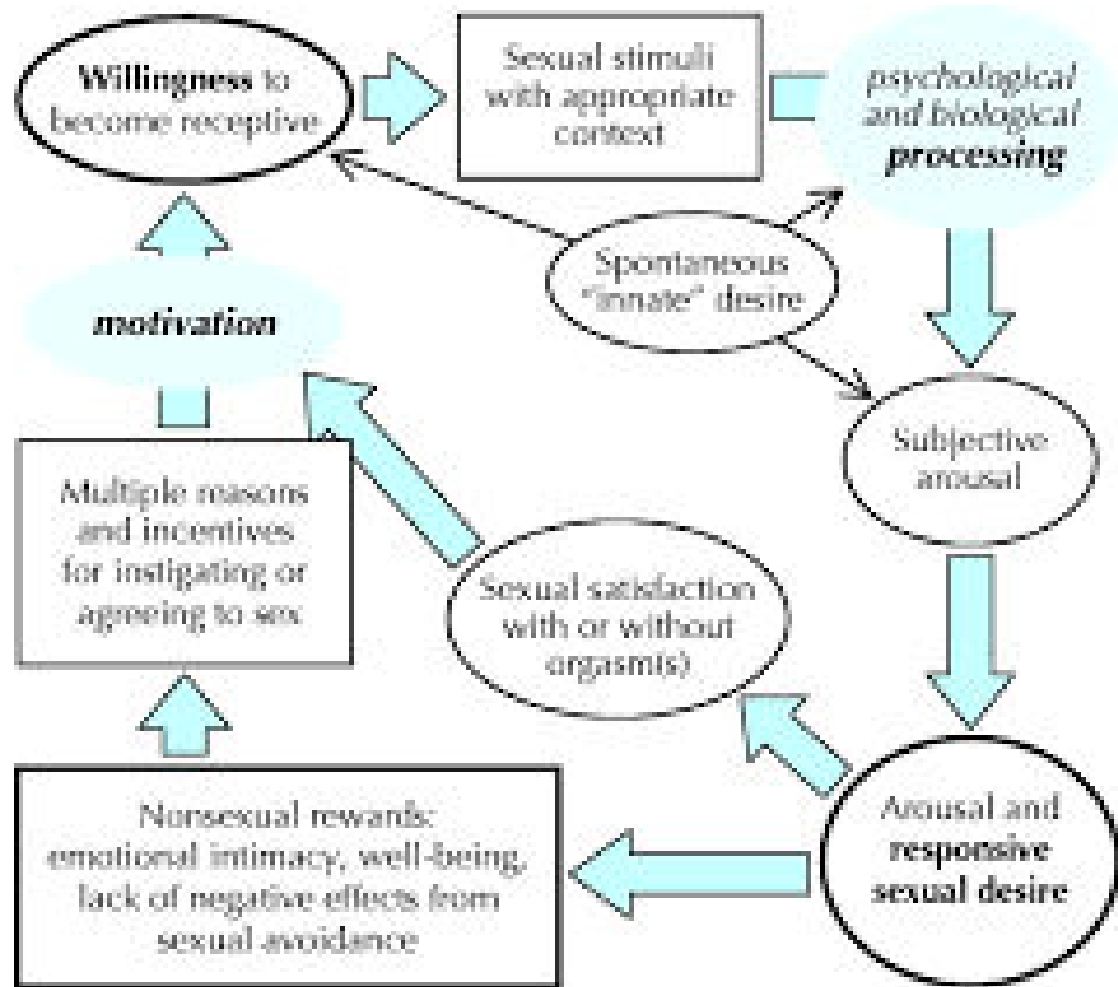 Willingness to
become receptive
Sexual stimuli
with appropriate
context
psychological
and biological
processing
Spontaneous
"innate" desire
motivation
Subjective
arousal
Multiple reasons
and incentives
for instigating or
agreeing to sex
Sexual satisfaction
with or without
orgasm(s)
Nonsexual rewards:
emotional intimacy, well-being,
lack of negative effects from
sexual avoidance
Arousal and
responsive
sexual desire